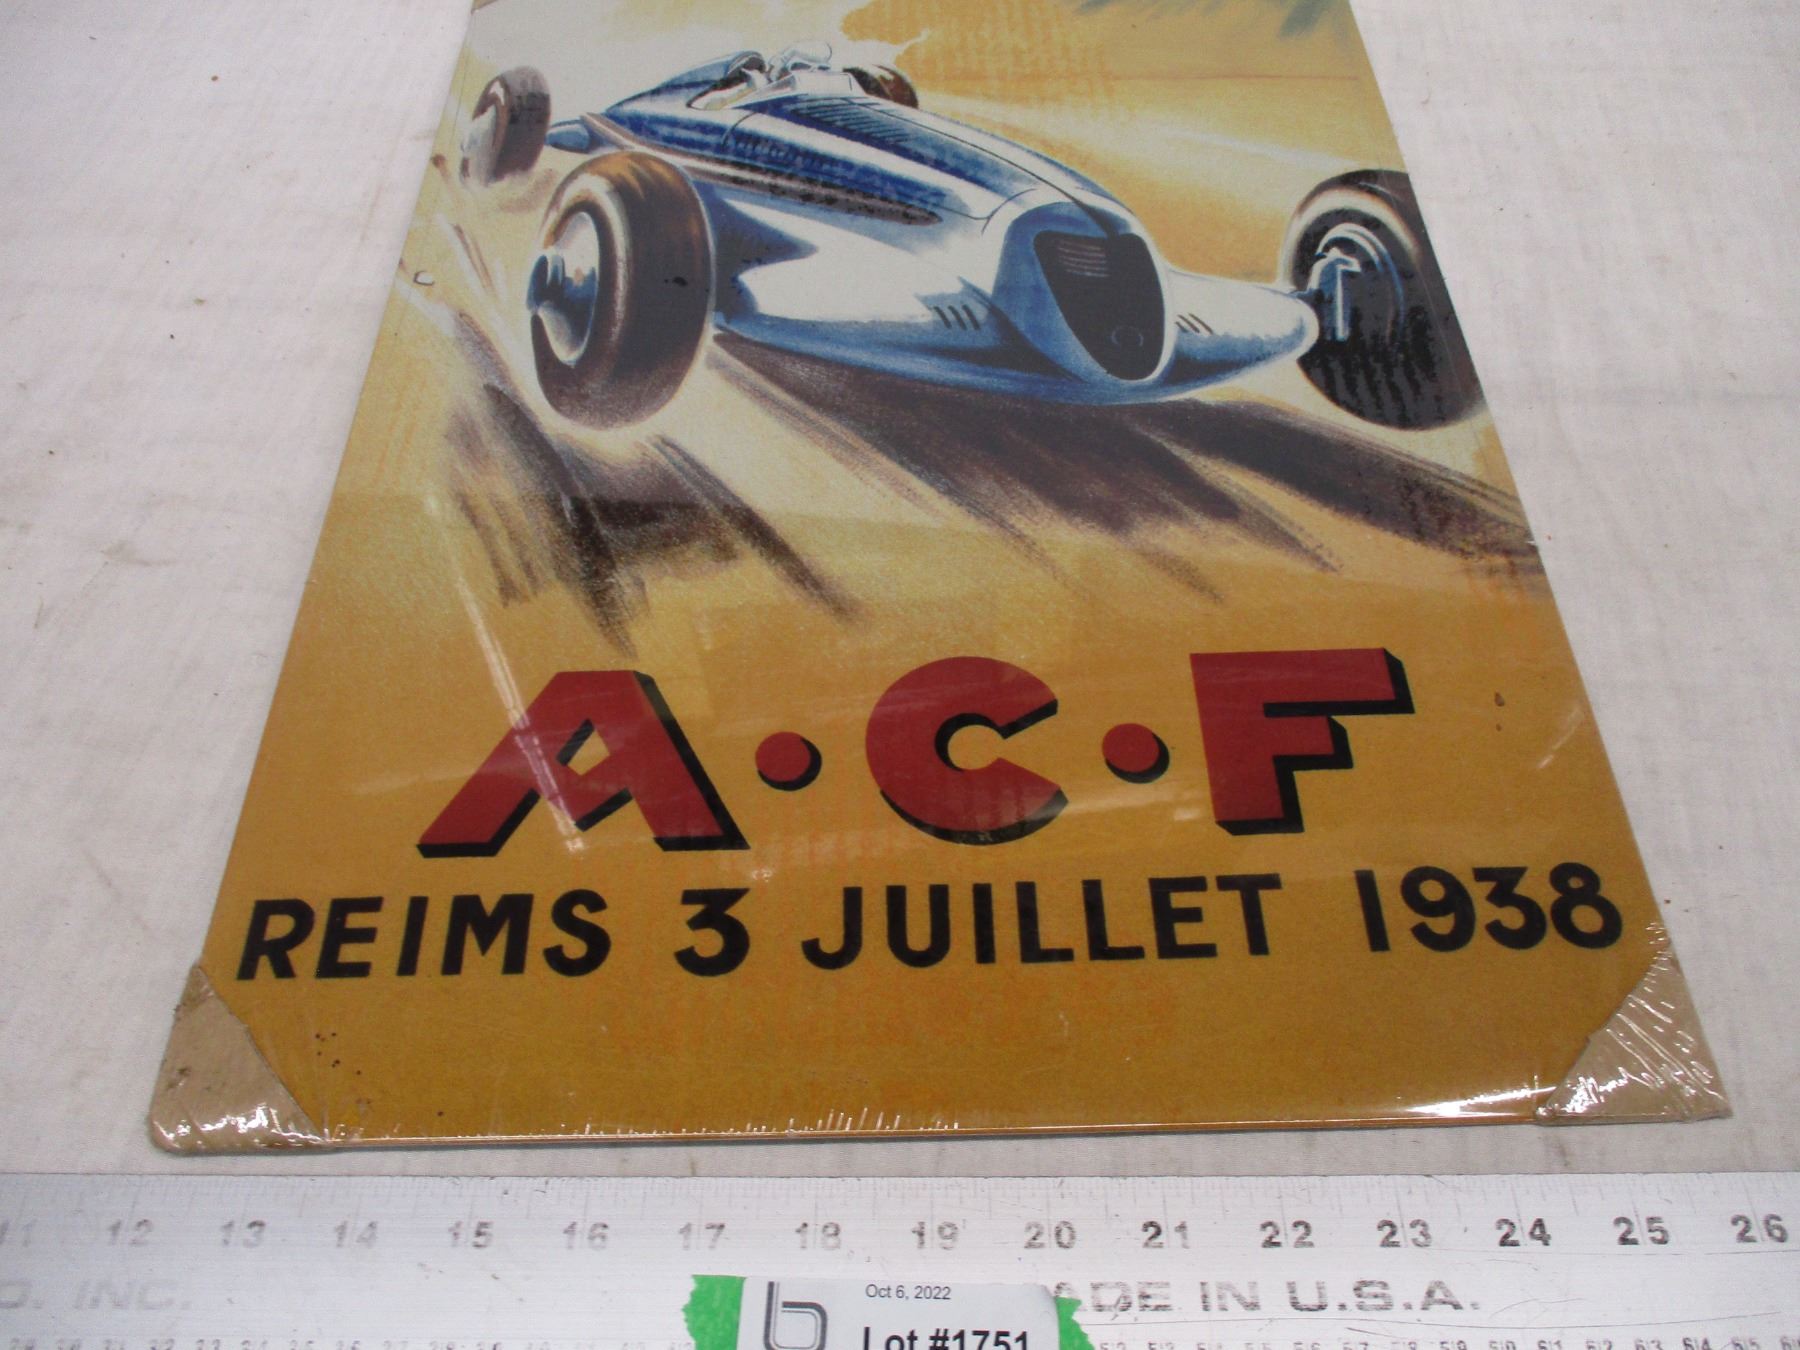 A·C·F
REIMS 3 JUILLET 1938
11 12 13 14 15 16 17 18 19 20 21 22 23 24 25 26
O. INC. ADE IN U.S.A.
Oct 6, 2022
b Lot #1751